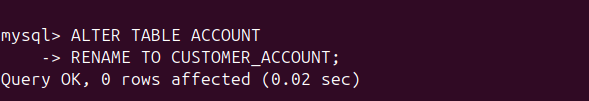 mysql> ALTER TABLE ACCOUNT
    -> RENAME TO CUSTOMER_ACCOUNT;
Query OK, 0 rows affected (0.02 sec)